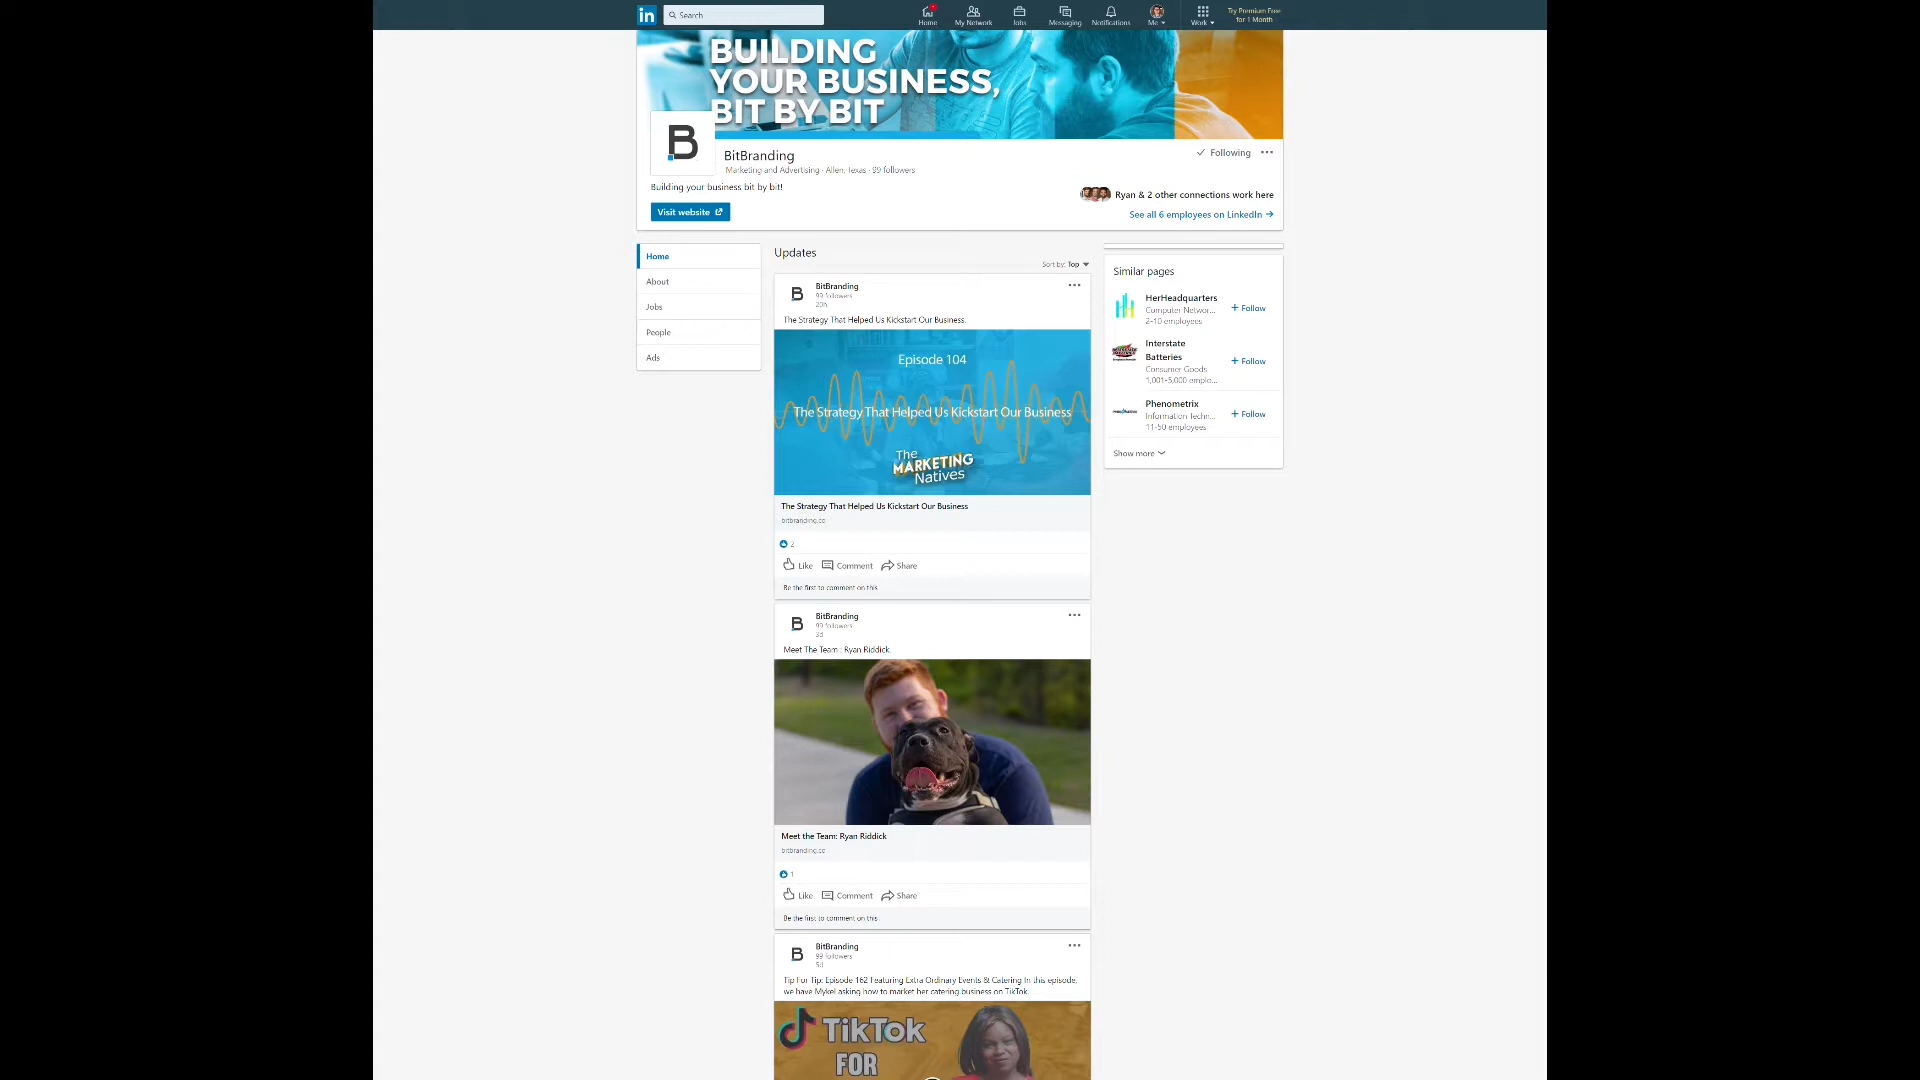 in
Search
Home
My Network
Jobs
Messaging
Notifications
Me
Work
Try Premium Free
for 1 Month
BUILDING
YOUR BUSINESS,
BIT BY BIT
B
BitBranding
Marketing and Advertising · Allen, Texas · 99 followers
Following
Building your business bit by bit!
Ryan & 2 other connections work here
Visit website
See all 6 employees on LinkedIn
Home
About
Jobs
People
Ads
Updates
Sort by: Top
B
BitBranding
99 followers
20h
The Strategy That Helped Us Kickstart Our Business.
Episode 104
The Strategy That Helped Us Kickstart Our Business
The
MARKETING
Natives
The Strategy That Helped Us Kickstart Our Business
bitbranding.co
2
Like Comment Share
Be the first to comment on this
B
BitBranding
99 followers
3d
Meet The Team : Ryan Riddick.
Meet the Team: Ryan Riddick
bitbranding.co
1
Like Comment Share
Be the first to comment on this
B
BitBranding
99 followers
5d
Tip For Tip: Episode 162 Featuring Extra Ordinary Events & Catering In this episode,
we have Mykel asking how to market her catering business on TikTok.
TikTok
FOR
Similar pages
HerHeadquarters
Computer Networ...
2-10 employees
+ Follow
Interstate
Batteries
Consumer Goods
1,001-5,000 emplo...
+ Follow
Phenometrix
Information Techn...
11-50 employees
+ Follow
Show more